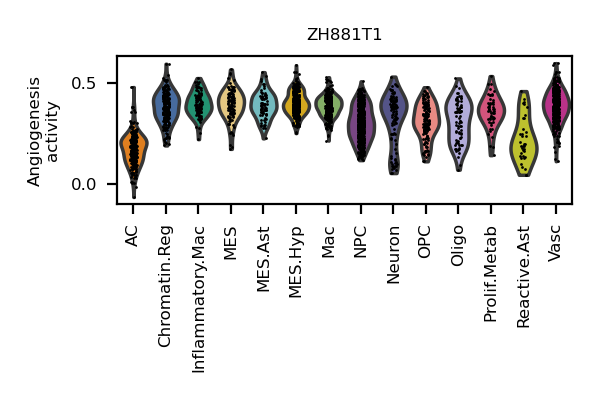 ZH881T1
Angiogenesis
activity
0.5
0.0
AC
Chromatin.Reg
Inflammatory.Mac
MES
MES.Ast
MES.Hyp
Mac
NPC
Neuron
OPC
Oligo
Prolif.Metab
Reactive.Ast
Vasc